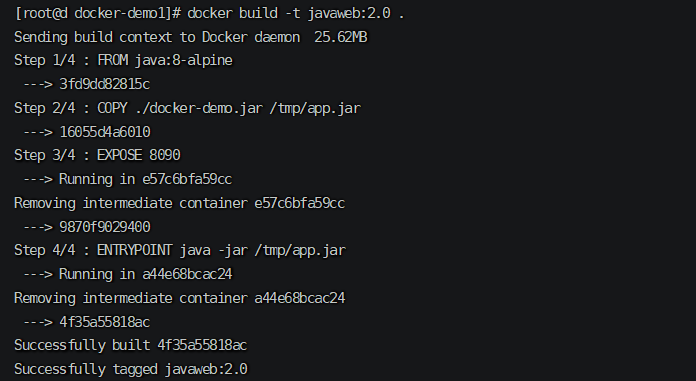 [root@d docker-demo1]# docker build -t javaweb:2.0 .
Sending build context to Docker daemon  25.62MB
Step 1/4 : FROM java:8-alpine
 ---> 3fd9dd82815c
Step 2/4 : COPY ./docker-demo.jar /tmp/app.jar
 ---> 16055d4a6010
Step 3/4 : EXPOSE 8090
 ---> Running in e57c6bfa59cc
Removing intermediate container e57c6bfa59cc
 ---> 9870f9029400
Step 4/4 : ENTRYPOINT java -jar /tmp/app.jar
 ---> Running in a44e68bcac24
Removing intermediate container a44e68bcac24
 ---> 4f35a55818ac
Successfully built 4f35a55818ac
Successfully tagged javaweb:2.0